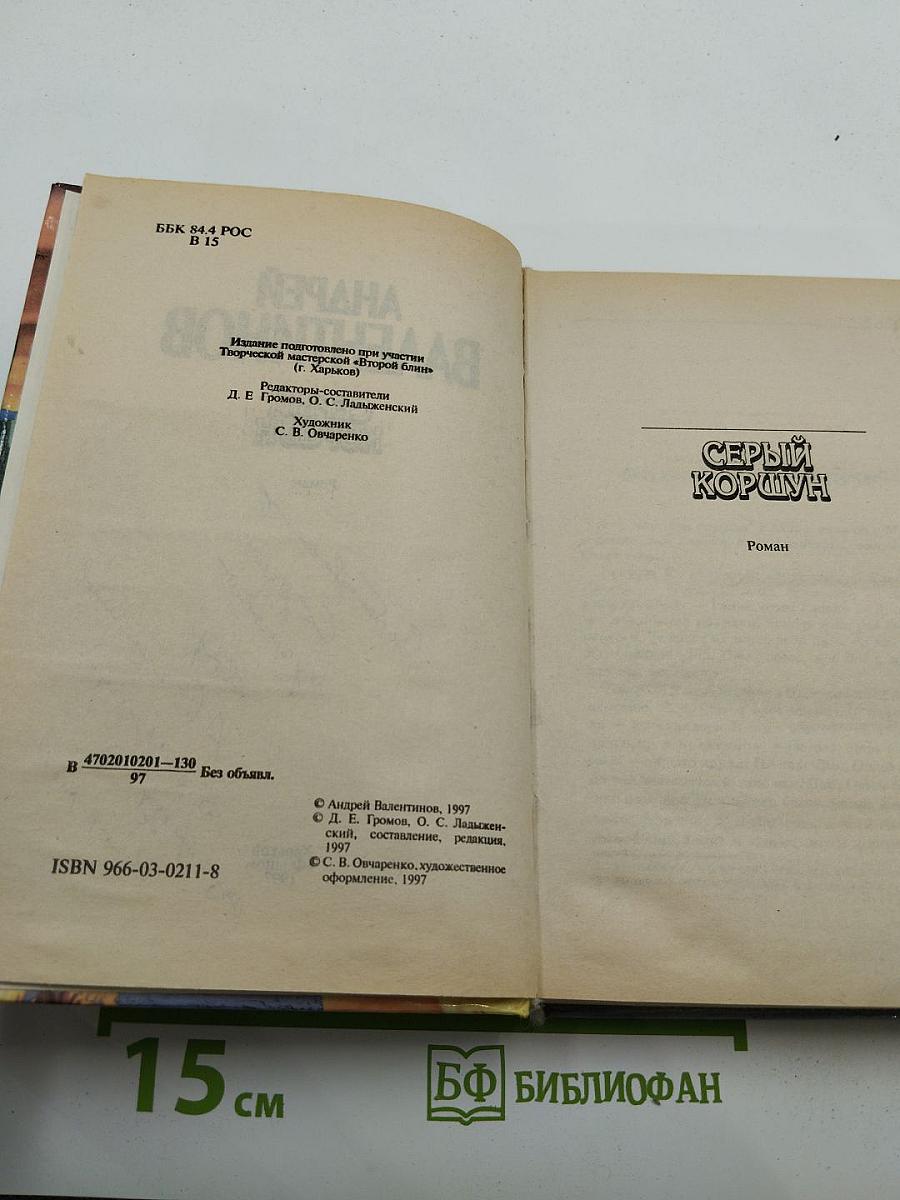 ББК 84.4 РОС
В 15
Издание подготовлено при участии
Творческой мастерской «Второй блин»
(г. Харьков)
Редакторы-составители
Д. Е Громов, О. С. Ладыженский
Художник
С. В. Овчаренко
В 4702010201—130 Без объявл.
97
© Андрей Валентинов, 1997
© Д. Е. Громов, О. С. Ладыжен-
ский, составление, редакция,
1997
© С. В. Овчаренко, художественное
оформление, 1997
ISBN 966-03-0211-8
СЕРЫЙ
КОРШУН
Роман
15 см
БФ БИБЛИОФАН